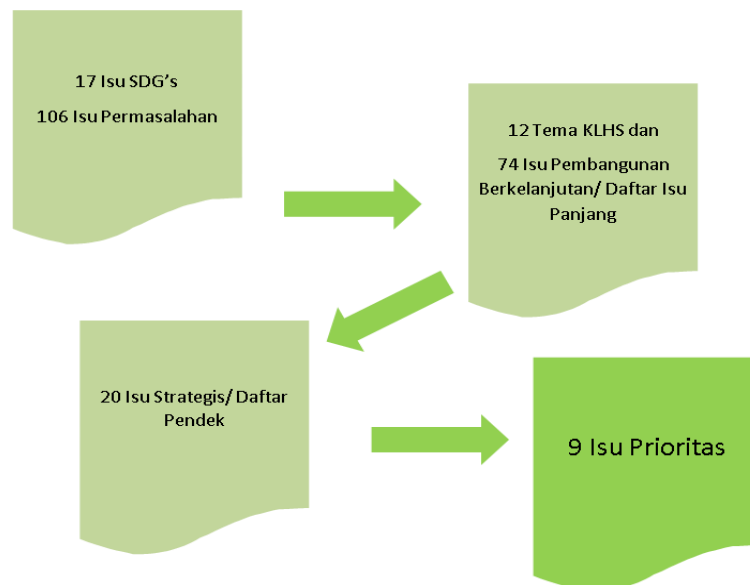 17 Isu SDG's
106 Isu Permasalahan
12 Tema KLHS dan
74 Isu Pembangunan
Berkelanjutan/ Daftar Isu
Panjang
20 Isu Strategis/ Daftar
Pendek
9 Isu Prioritas